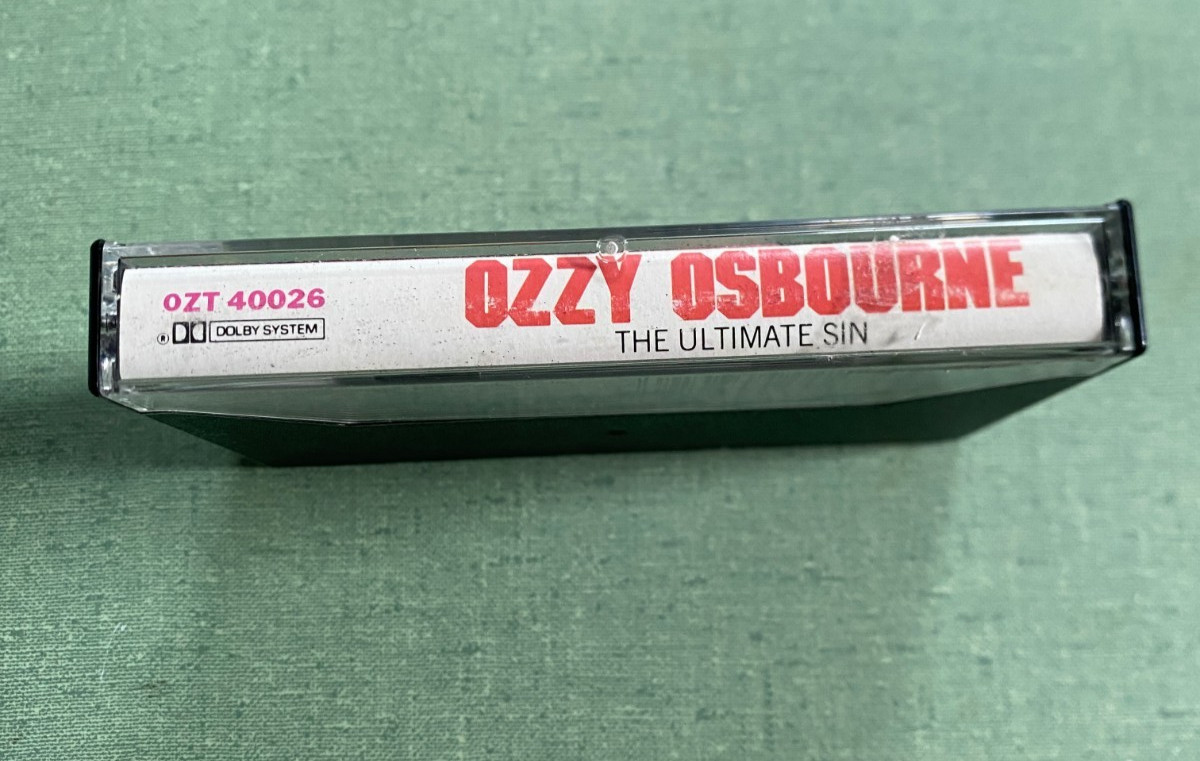 OZT 40026
® DOLBY SYSTEM
OZZY OSBOURNE
THE ULTIMATE SIN